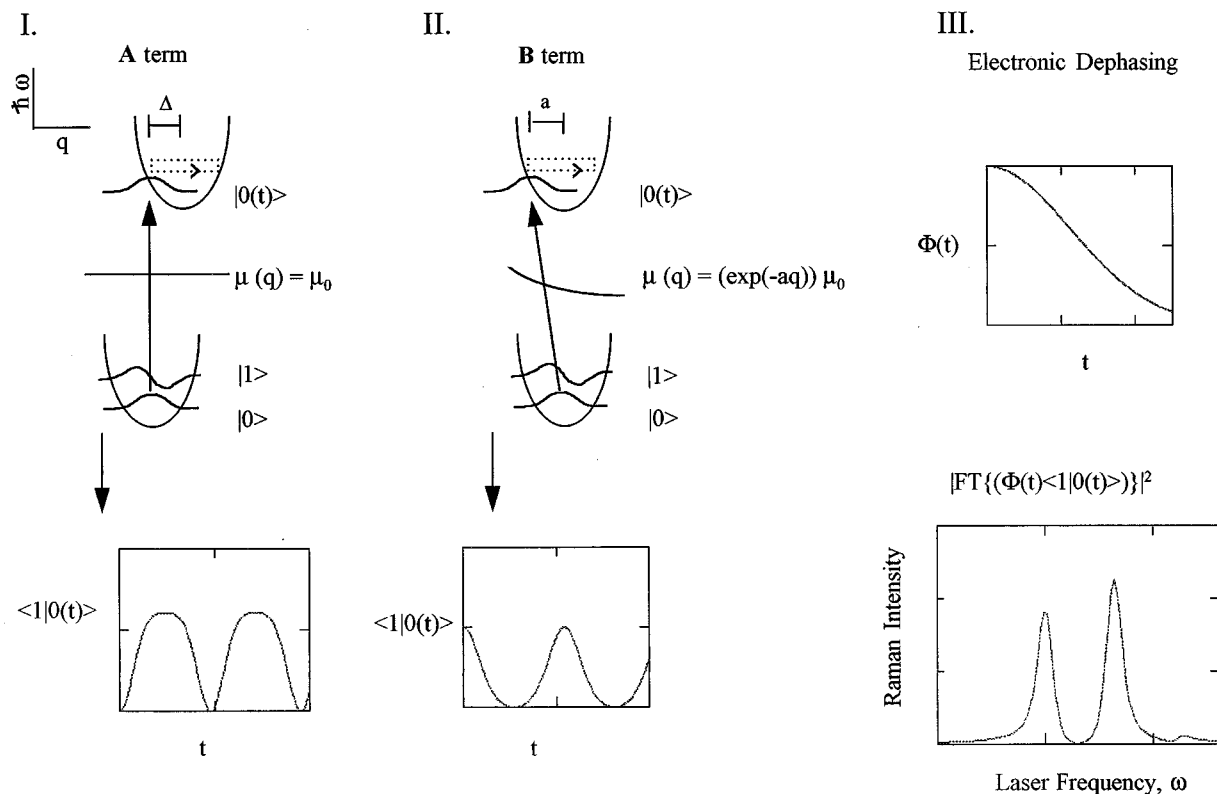 I.
A term
ħ ω
q
Δ
|0(t)>
μ (q) = μ₀
|1>
|0>
<1|0(t)>
t
II.
B term
a
|0(t)>
μ (q) = (exp(-aq)) μ₀
|1>
|0>
<1|0(t)>
t
III.
Electronic Dephasing
Φ(t)
t
|FT{(Φ(t)<1|0(t)>)}|²
Raman Intensity
Laser Frequency, ω